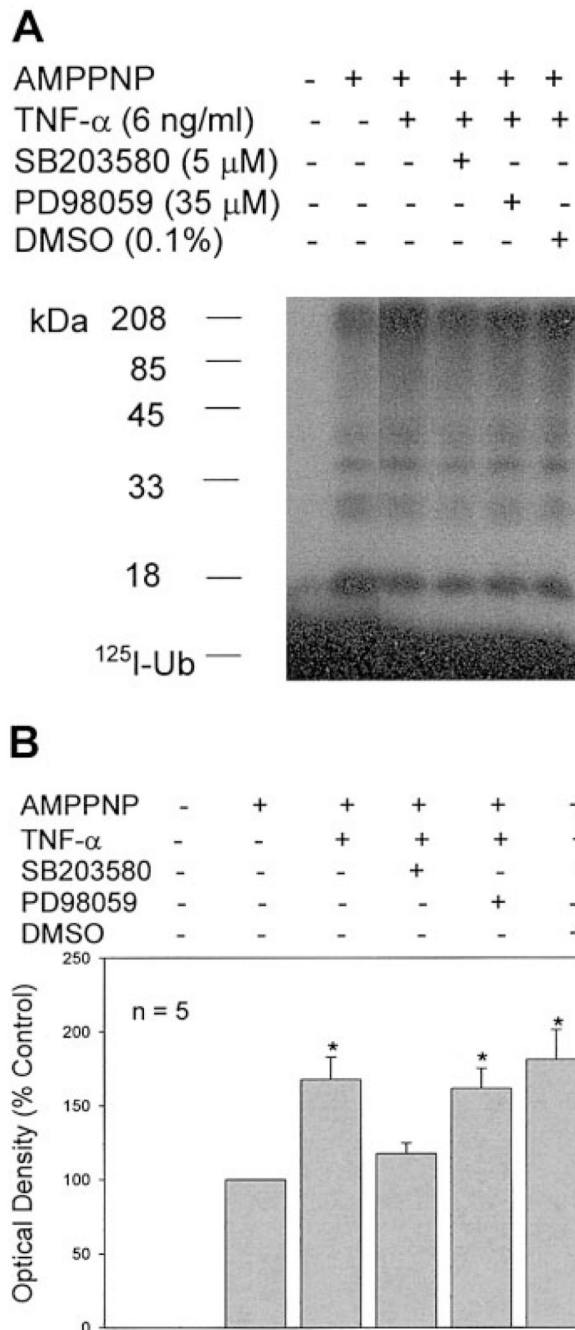 A
AMPPNP - + + + + +
TNF-α (6 ng/ml) - - + + + +
SB203580 (5 μM) - - - + - -
PD98059 (35 μM) - - - - + -
DMSO (0.1%) - - - - - +
kDa 208 —
85 —
45 —
33 —
18 —
¹²⁵I-Ub —
B
AMPPNP - + + + +
TNF-α - - + + +
SB203580 - - - + - -
PD98059 - - - - + -
DMSO - - - - -
250
200
150
100
50
0
Optical Density (% Control)
n = 5
* * *